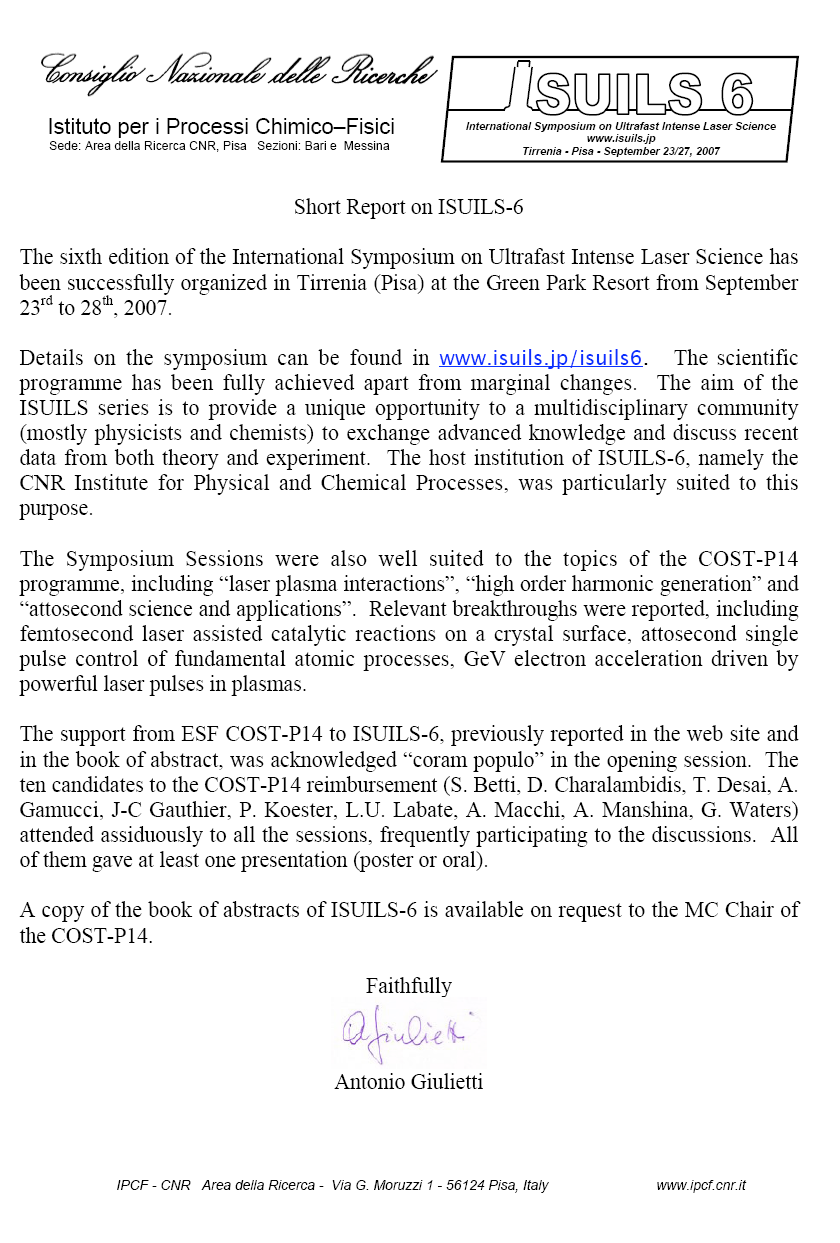 Consiglio Nazionale delle Ricerche
Istituto per i Processi Chimico–Fisici
Sede: Area della Ricerca CNR, Pisa   Sezioni: Bari e  Messina
ISUILS 6
International Symposium on Ultrafast Intense Laser Science
www.isuils.jp
Tirrenia - Pisa - September 23/27, 2007
Short Report on ISUILS-6
The sixth edition of the International Symposium on Ultrafast Intense Laser Science has
been successfully organized in Tirrenia (Pisa) at the Green Park Resort from September
23rd to 28th, 2007.
Details on the symposium can be found in www.isuils.jp/isuils6.  The scientific
programme has been fully achieved apart from marginal changes.  The aim of the
ISUILS series is to provide a unique opportunity to a multidisciplinary community
(mostly physicists and chemists) to exchange advanced knowledge and discuss recent
data from both theory and experiment.  The host institution of ISUILS-6, namely the
CNR Institute for Physical and Chemical Processes, was particularly suited to this
purpose.
The Symposium Sessions were also well suited to the topics of the COST-P14
programme, including “laser plasma interactions”, “high order harmonic generation” and
“attosecond science and applications”.  Relevant breakthroughs were reported, including
femtosecond laser assisted catalytic reactions on a crystal surface, attosecond single
pulse control of fundamental atomic processes, GeV electron acceleration driven by
powerful laser pulses in plasmas.
The support from ESF COST-P14 to ISUILS-6, previously reported in the web site and
in the book of abstract, was acknowledged “coram populo” in the opening session.  The
ten candidates to the COST-P14 reimbursement (S. Betti, D. Charalambidis, T. Desai, A.
Gamucci, J-C Gauthier, P. Koester, L.U. Labate, A. Macchi, A. Manshina, G. Waters)
attended assiduously to all the sessions, frequently participating to the discussions.  All
of them gave at least one presentation (poster or oral).
A copy of the book of abstracts of ISUILS-6 is available on request to the MC Chair of
the COST-P14.
Faithfully
AGiulietti
Antonio Giulietti
IPCF - CNR   Area della Ricerca -  Via G. Moruzzi 1 - 56124 Pisa, Italy   www.ipcf.cnr.it